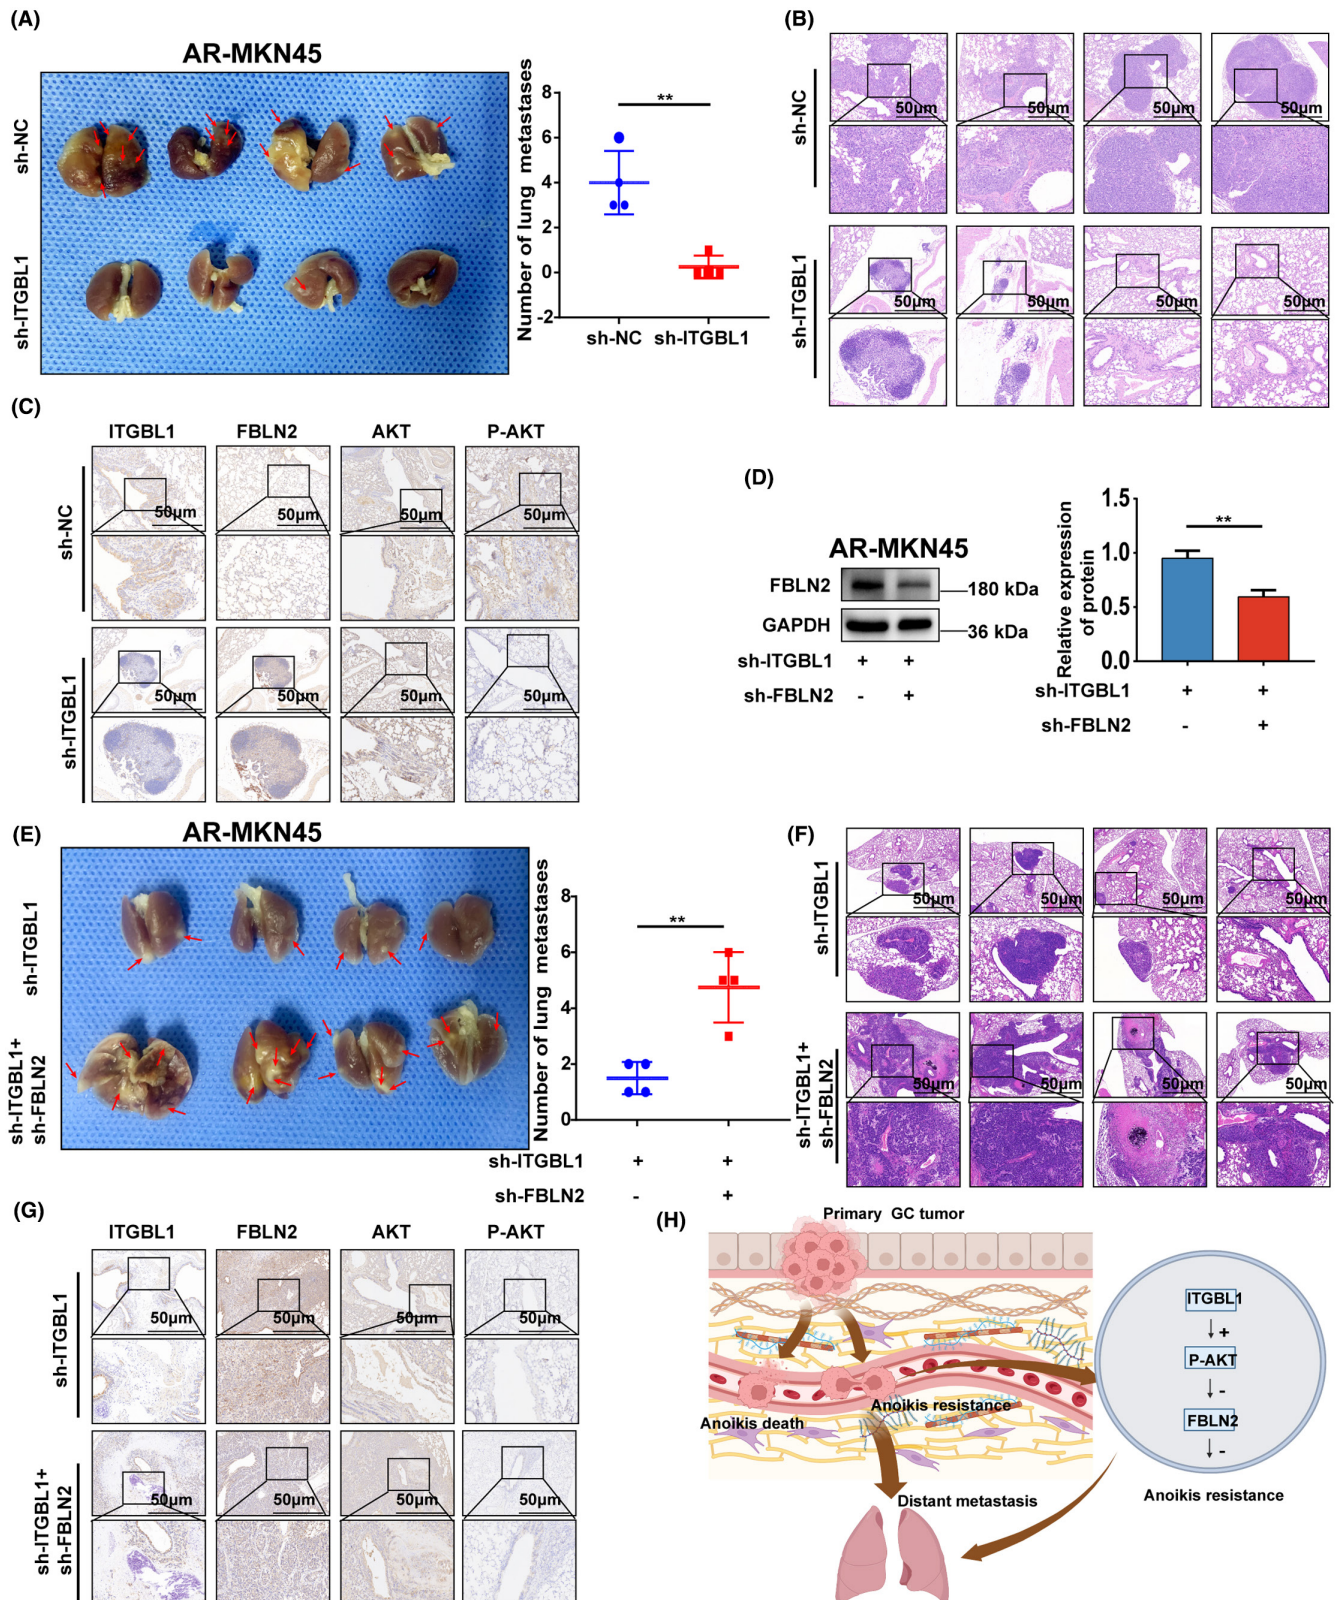 (A)
AR-MKN45
sh-NC
sh-ITGBL1
Number of lung metastases
8
6
4
2
0
-2
**
sh-NC sh-ITGBL1
(B)
sh-NC
50μm 50μm 50μm 50μm
sh-ITGBL1
50μm 50μm 50μm 50μm
(C)
ITGBL1 FBLN2 AKT P-AKT
sh-NC
50μm 50μm 50μm 50μm
sh-ITGBL1
50μm 50μm 50μm 50μm
(D)
AR-MKN45
FBLN2 180 kDa
GAPDH 36 kDa
sh-ITGBL1 + +
sh-FBLN2 - +
Relative expression
of protein
1.5
1.0
0.5
0.0
**
sh-ITGBL1 + +
sh-FBLN2 - +
(E)
AR-MKN45
sh-ITGBL1
sh-ITGBL1+
sh-FBLN2
Number of lung metastases
8
6
4
2
0
**
sh-ITGBL1 + +
sh-FBLN2 - +
(F)
sh-ITGBL1
50μm 50μm 50μm 50μm
sh-ITGBL1+
sh-FBLN2
50μm 50μm 50μm 50μm
(G)
ITGBL1 FBLN2 AKT P-AKT
sh-ITGBL1
50μm 50μm 50μm 50μm
sh-ITGBL1+
sh-FBLN2
50μm 50μm 50μm 50μm
(H)
Primary GC tumor
Anoikis death
Anoikis resistance
Distant metastasis
ITGBL1
+
P-AKT
-
FBLN2
-
Anoikis resistance